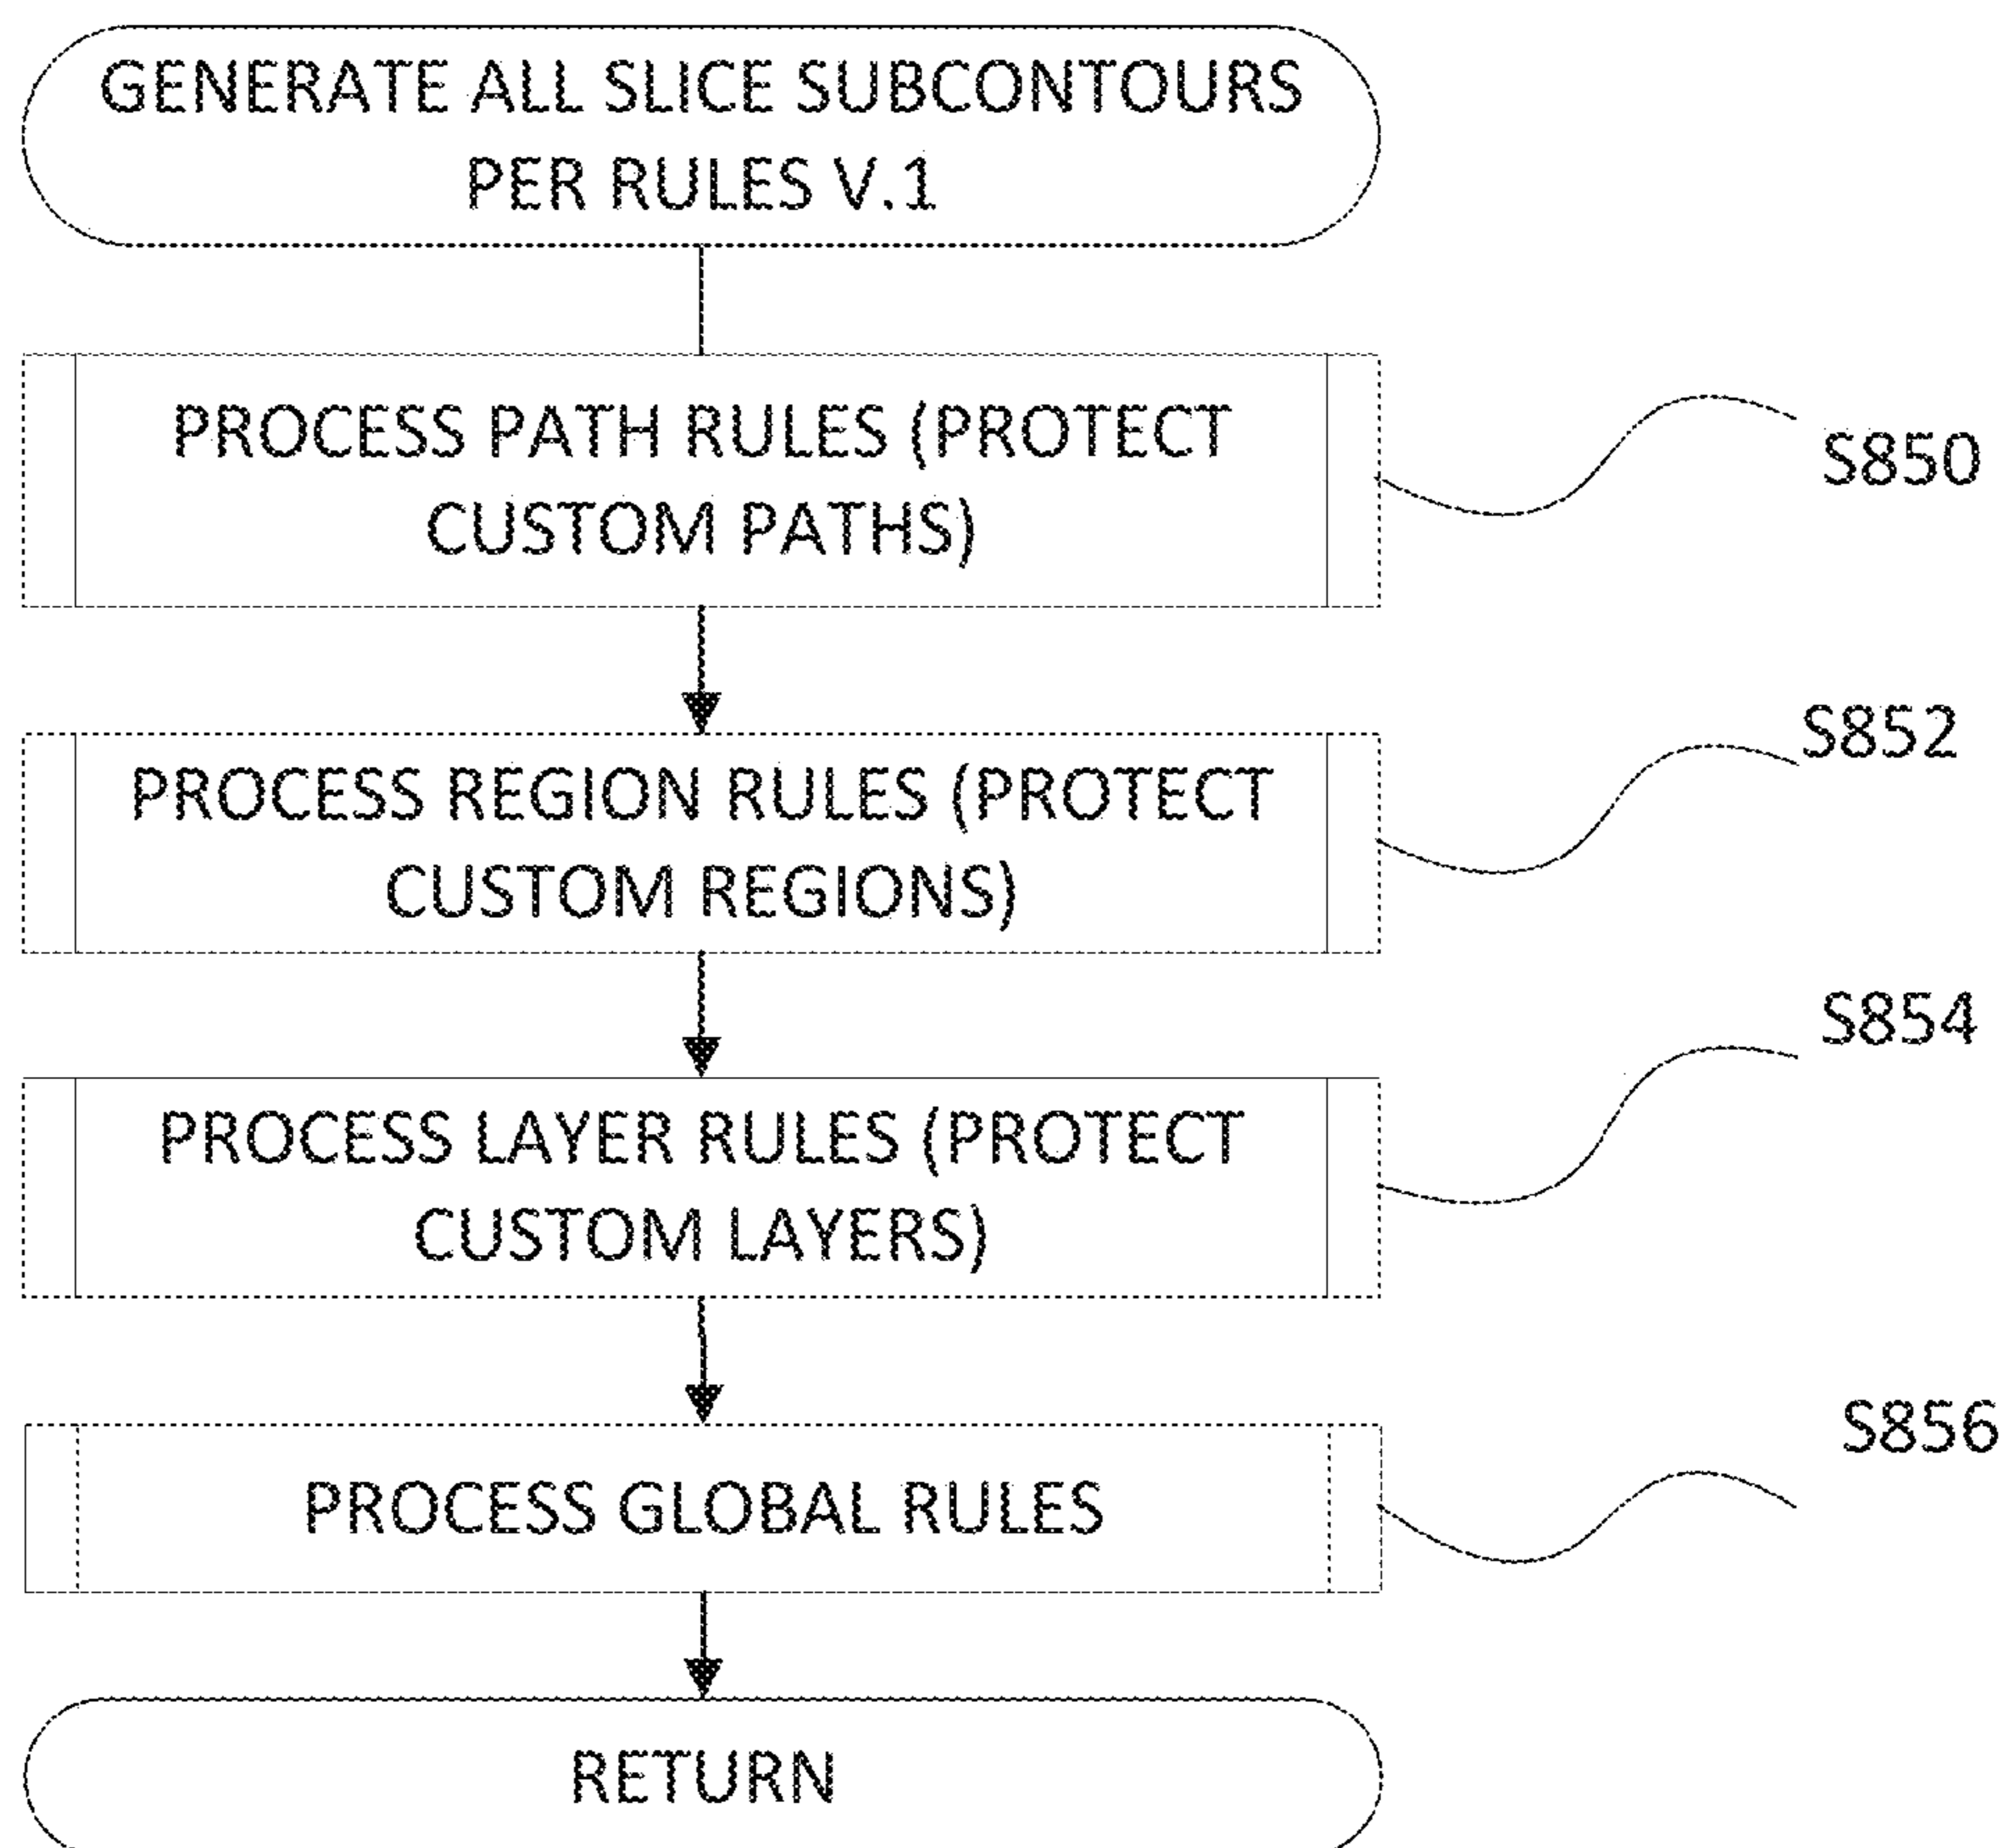 GENERATE ALL SLICE SUBCONTOURS
PER RULES V.1
PROCESS PATH RULES (PROTECT
CUSTOM PATHS)
S850
PROCESS REGION RULES (PROTECT
CUSTOM REGIONS)
S852
PROCESS LAYER RULES (PROTECT
CUSTOM LAYERS)
S854
PROCESS GLOBAL RULES
S856
RETURN